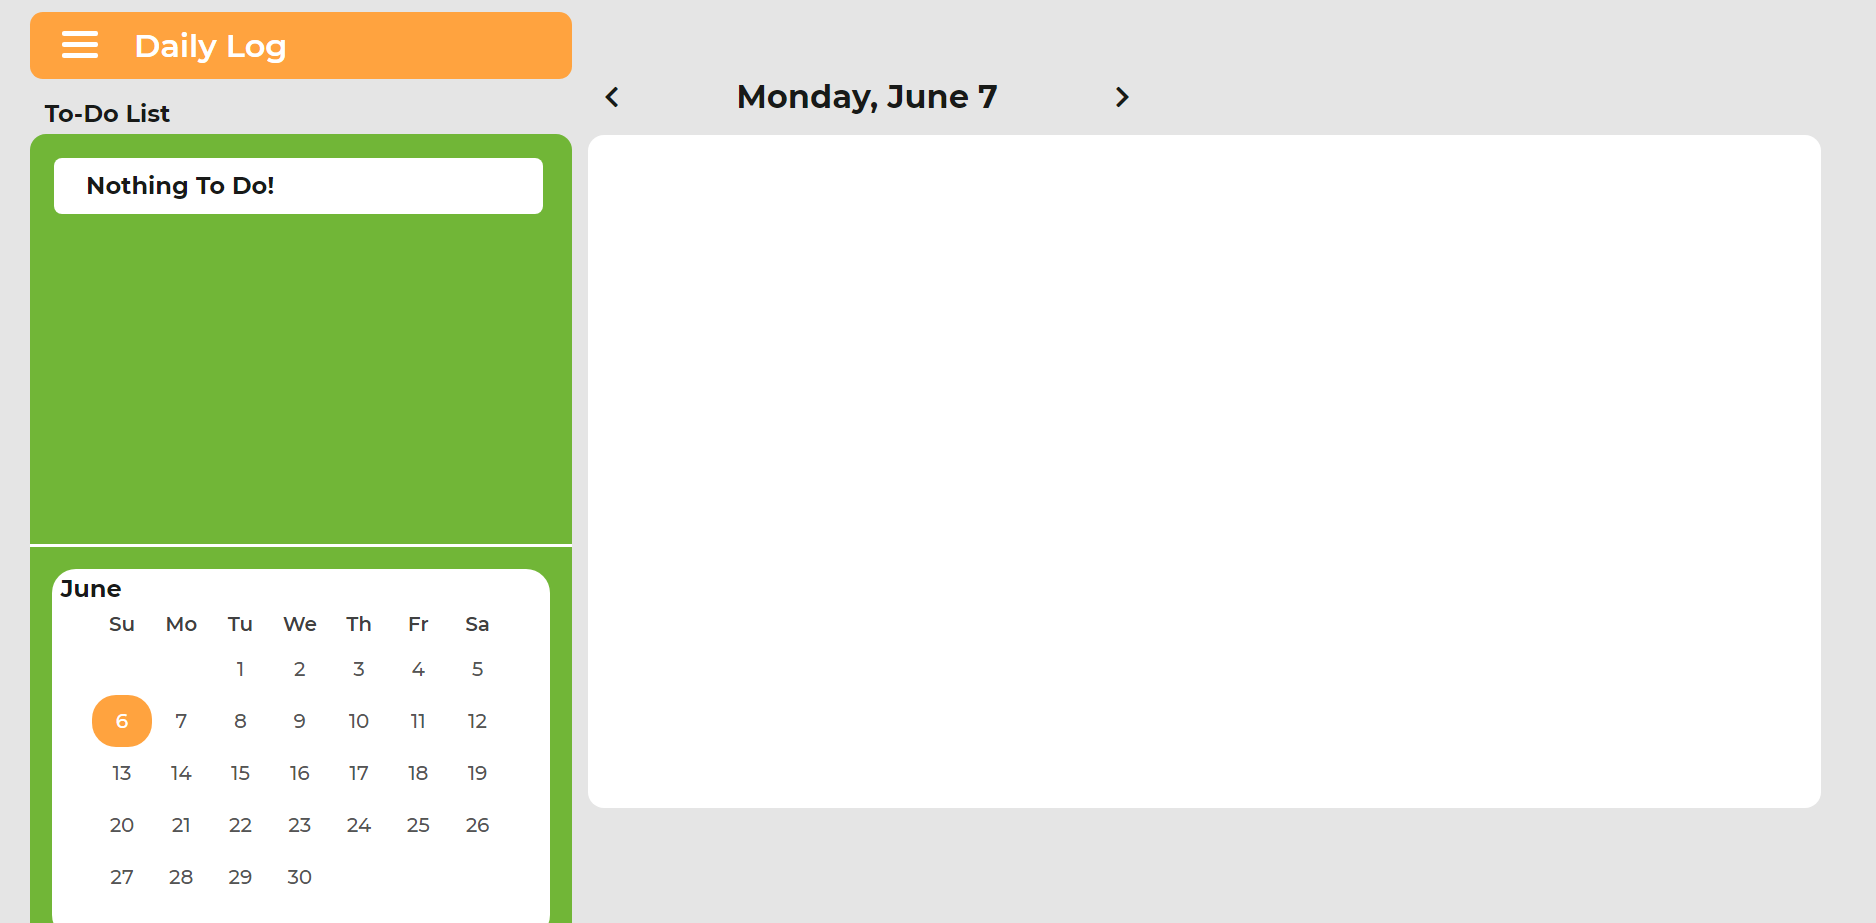 Daily Log
To-Do List
Nothing To Do!
June
Su Mo Tu We Th Fr Sa
1 2 3 4 5
6 7 8 9 10 11 12
13 14 15 16 17 18 19
20 21 22 23 24 25 26
27 28 29 30
Monday, June 7